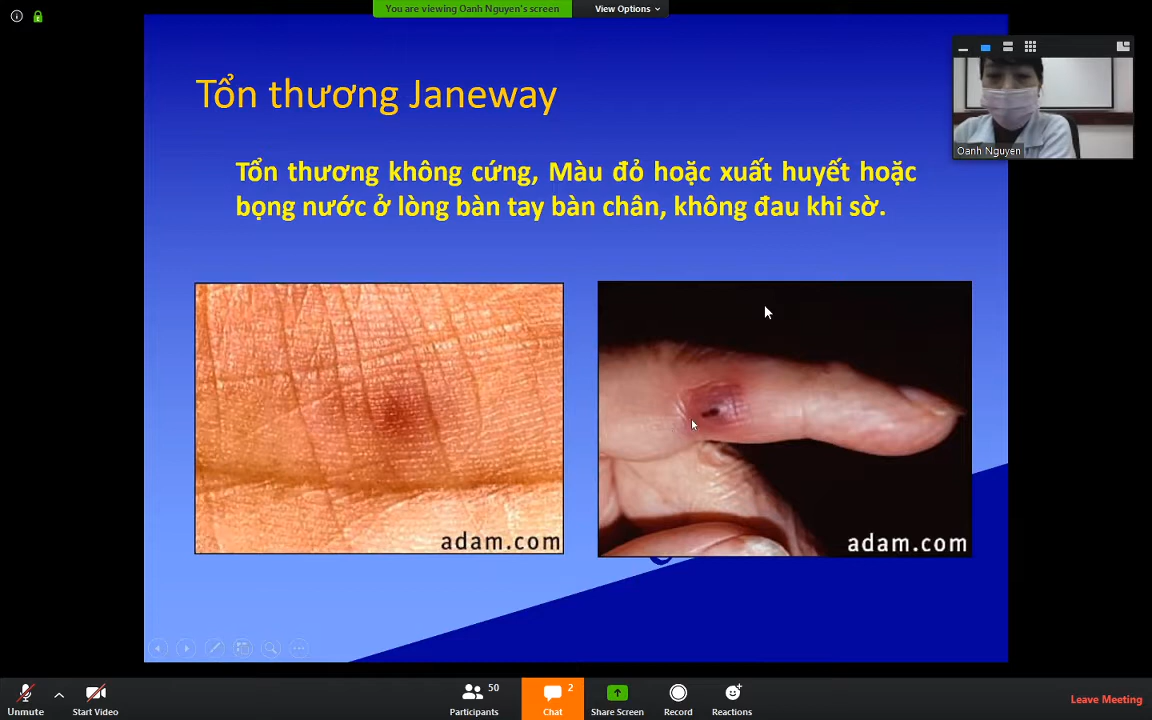 You are viewing Oanh Nguyen's screen
View Options
Tổn thương Janeway
Oanh Nguyen
Tổn thương không cứng, Màu đỏ hoặc xuất huyết hoặc
bọng nước ở lòng bàn tay bàn chân, không đau khi sờ.
adam.com
adam.com
Unmute
Start Video
50
Participants
2
Chat
Share Screen
Record
Reactions
Leave Meeting